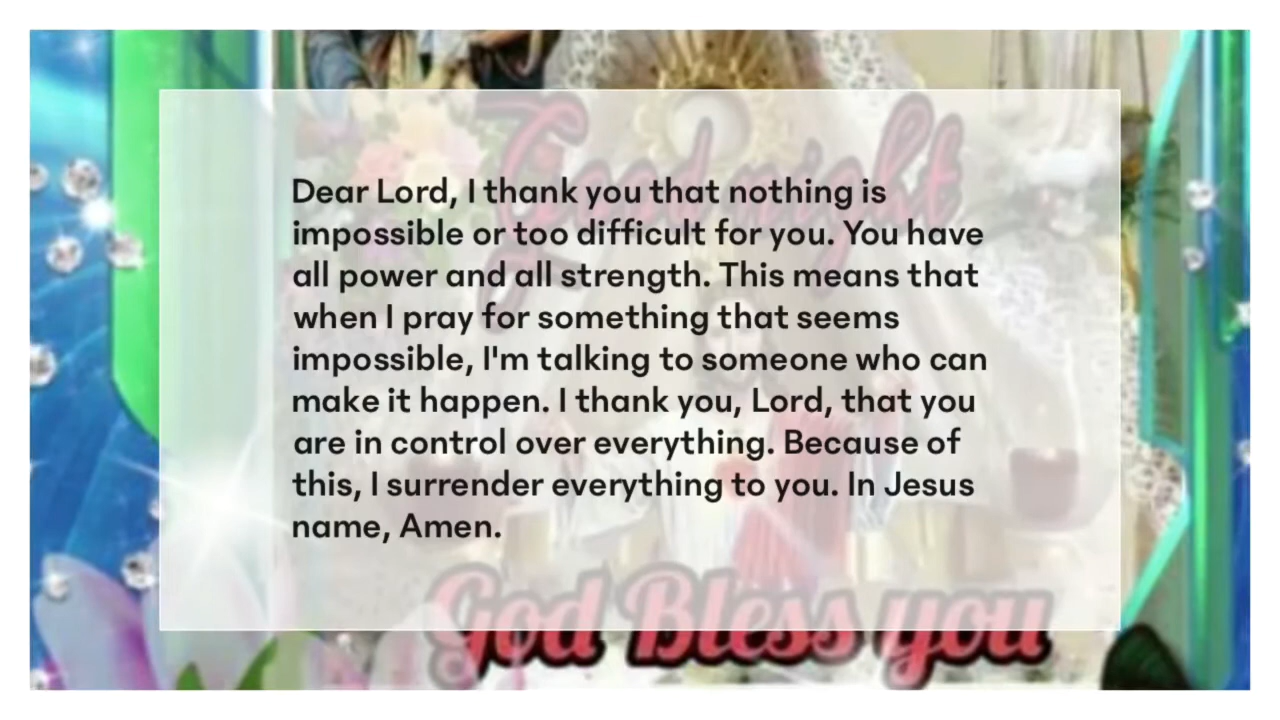 Good night
Dear Lord, I thank you that nothing is
impossible or too difficult for you. You have
all power and all strength. This means that
when I pray for something that seems
impossible, I'm talking to someone who can
make it happen. I thank you, Lord, that you
are in control over everything. Because of
this, I surrender everything to you. In Jesus
name, Amen.
God Bless you